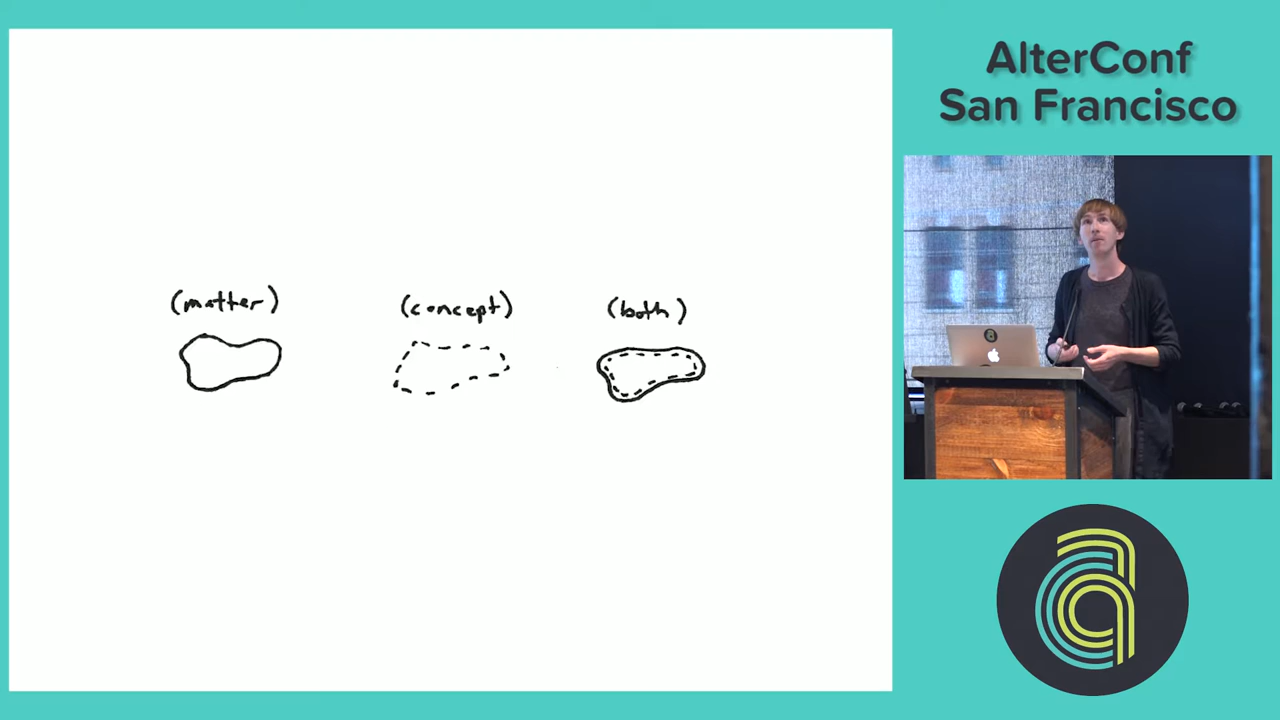 AlterConf
San Francisco
(matter)
(concept)
(both)